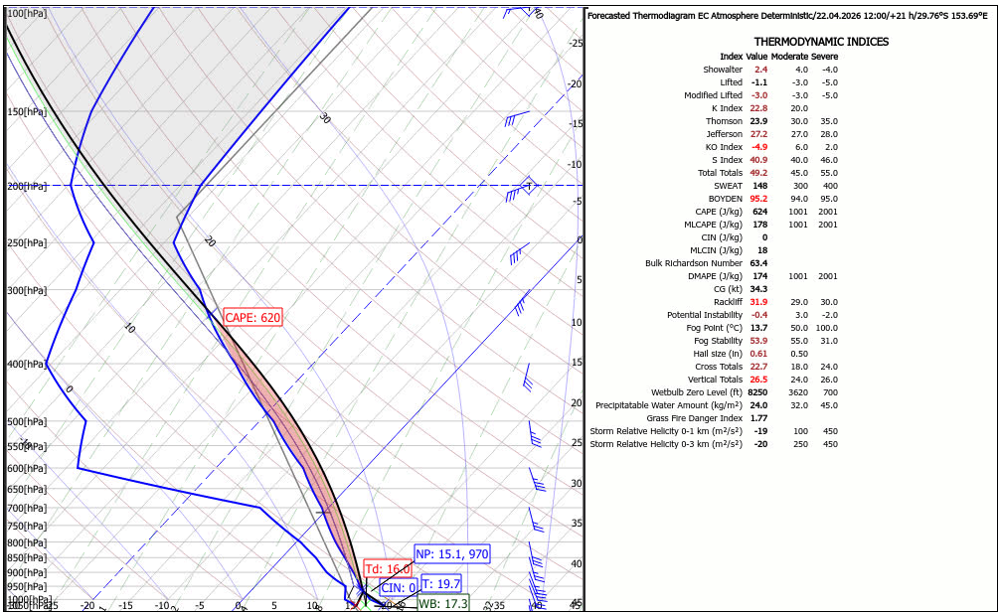 Forecasted Thermodiagram EC Atmosphere Deterministic/22.04.2026 12:00/+21 h/29.76°S 153.69°E
THERMODYNAMIC INDICES
Index Value Moderate Severe
Showalter 2.4 4.0 -4.0
Lifted -1.1 -3.0 -5.0
Modified Lifted -3.0 -3.0 -5.0
K Index 22.8 20.0
Thomson 23.9 30.0 35.0
Jefferson 27.2 27.0 28.0
KO Index -4.9 6.0 2.0
S Index 40.9 40.0 46.0
Total Totals 49.2 45.0 55.0
SWEAT 148 300 400
BOYDEN 95.2 94.0 95.0
CAPE (J/kg) 624 1001 2001
MLCAPE (J/kg) 178 1001 2001
CIN (J/kg) 0
MLCIN (J/kg) 18
Bulk Richardson Number 63.4
DMAPE (J/kg) 174 1001 2001
CG (kt) 34.3
Rackliff 31.9 29.0 30.0
Potential Instability -0.4 3.0 -2.0
Fog Point (°C) 13.7 50.0 100.0
Fog Stability 53.9 55.0 31.0
Hail size (in) 0.61 0.50
Cross Totals 22.7 18.0 24.0
Vertical Totals 26.5 24.0 26.0
Wetbulb Zero Level (ft) 8250 3620 700
Precipitatable Water Amount (kg/m²) 24.0 32.0 45.0
Grass Fire Danger Index 1.77
Storm Relative Helicity 0-1 km (m²/s²) -19 100 450
Storm Relative Helicity 0-3 km (m²/s²) -20 250 450
100[hPa]
150[hPa]
200[hPa]
250[hPa]
300[hPa]
400[hPa]
500[hPa]
550[hPa]
600[hPa]
650[hPa]
700[hPa]
750[hPa]
800[hPa]
850[hPa]
900[hPa]
950[hPa]
1000[hPa]
40
-25
-20
-15
-10
-5
0
5
10
15
20
25
30
35
40
45
30
20
10
0
CAPE: 620
NP: 15.1, 970
Td: 16.0
CIN: 0
T: 19.7
WB: 17.3
-20 -15 -10 -5 0 5 10 15 20 25 30 35 40